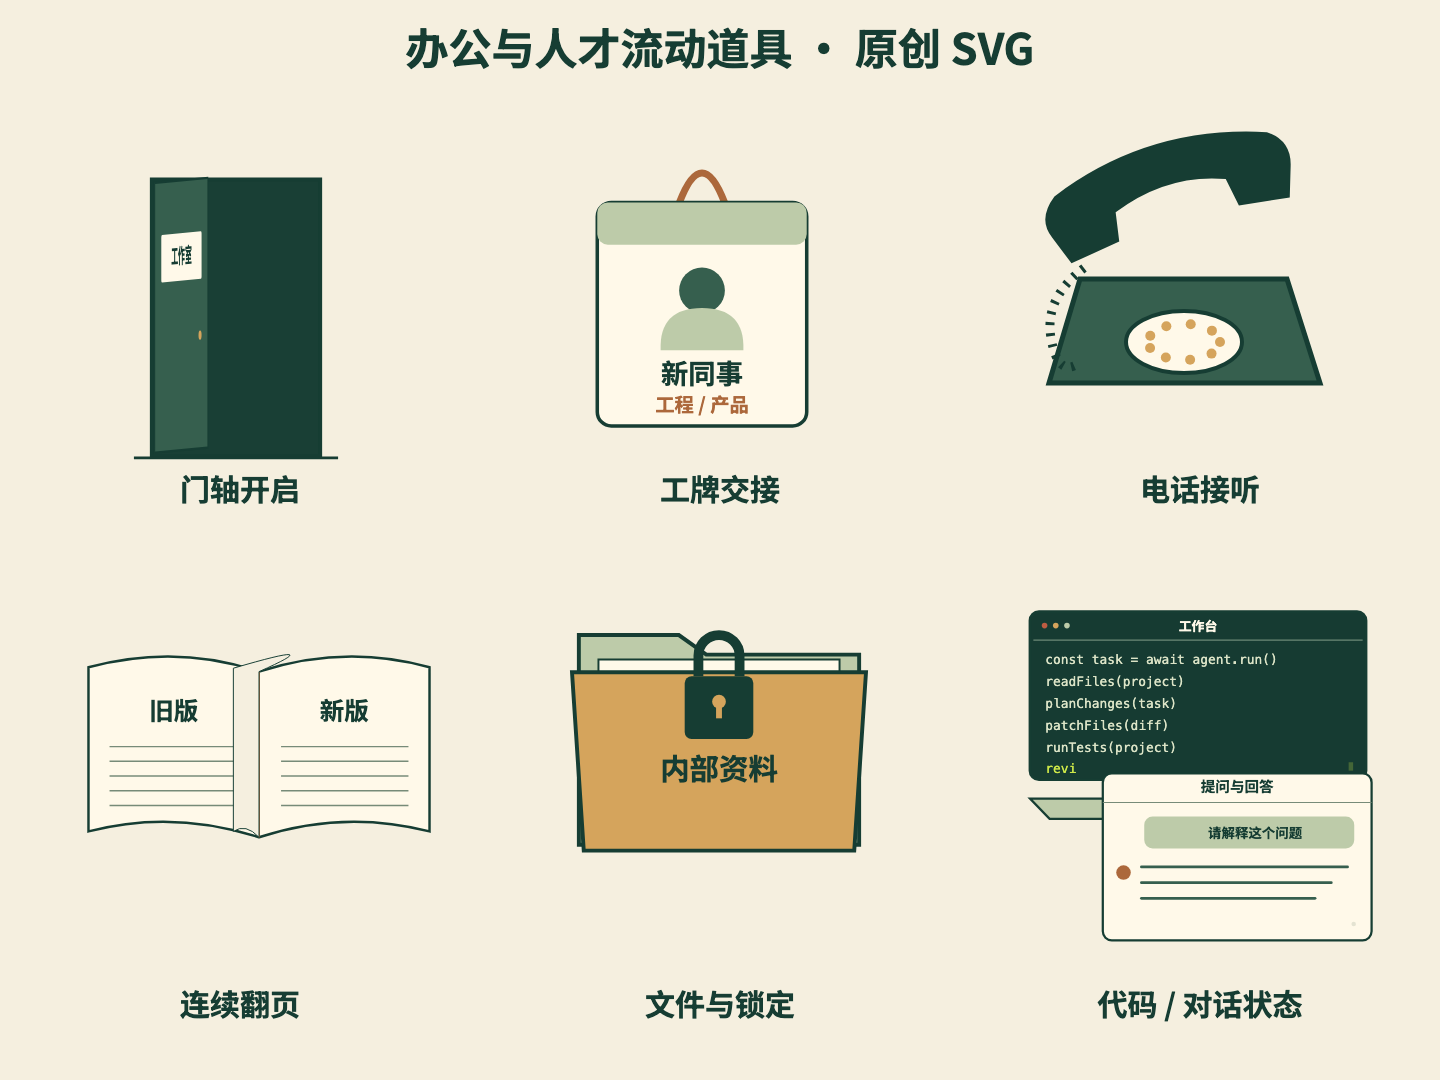 办公与人才流动道具 · 原创 SVG
工作室
新同事
工程 / 产品
门轴开启
工牌交接
电话接听
旧版
新版
内部资料
工作台
const task = await agent.run()
readFiles(project)
planChanges(task)
patchFiles(diff)
runTests(project)
revi
提问与回答
请解释这个问题
连续翻页
文件与锁定
代码 / 对话状态